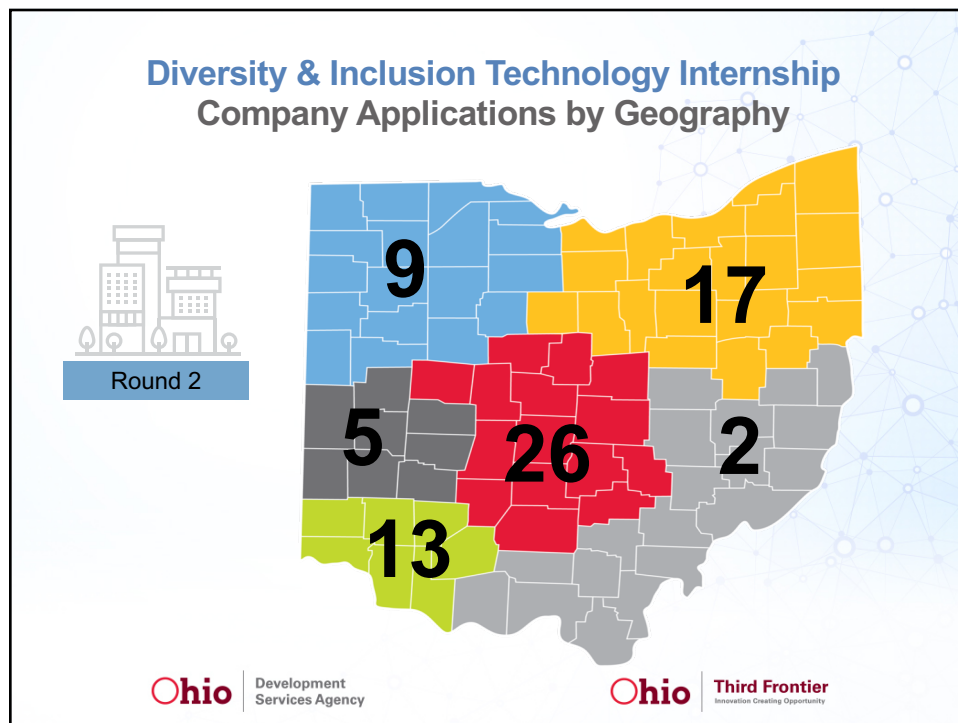 Diversity & Inclusion Technology Internship
Company Applications by Geography
9
17
Round 2
5
26
2
13
Ohio
Development
Services Agency
Ohio
Third Frontier
Innovation Creating Opportunity